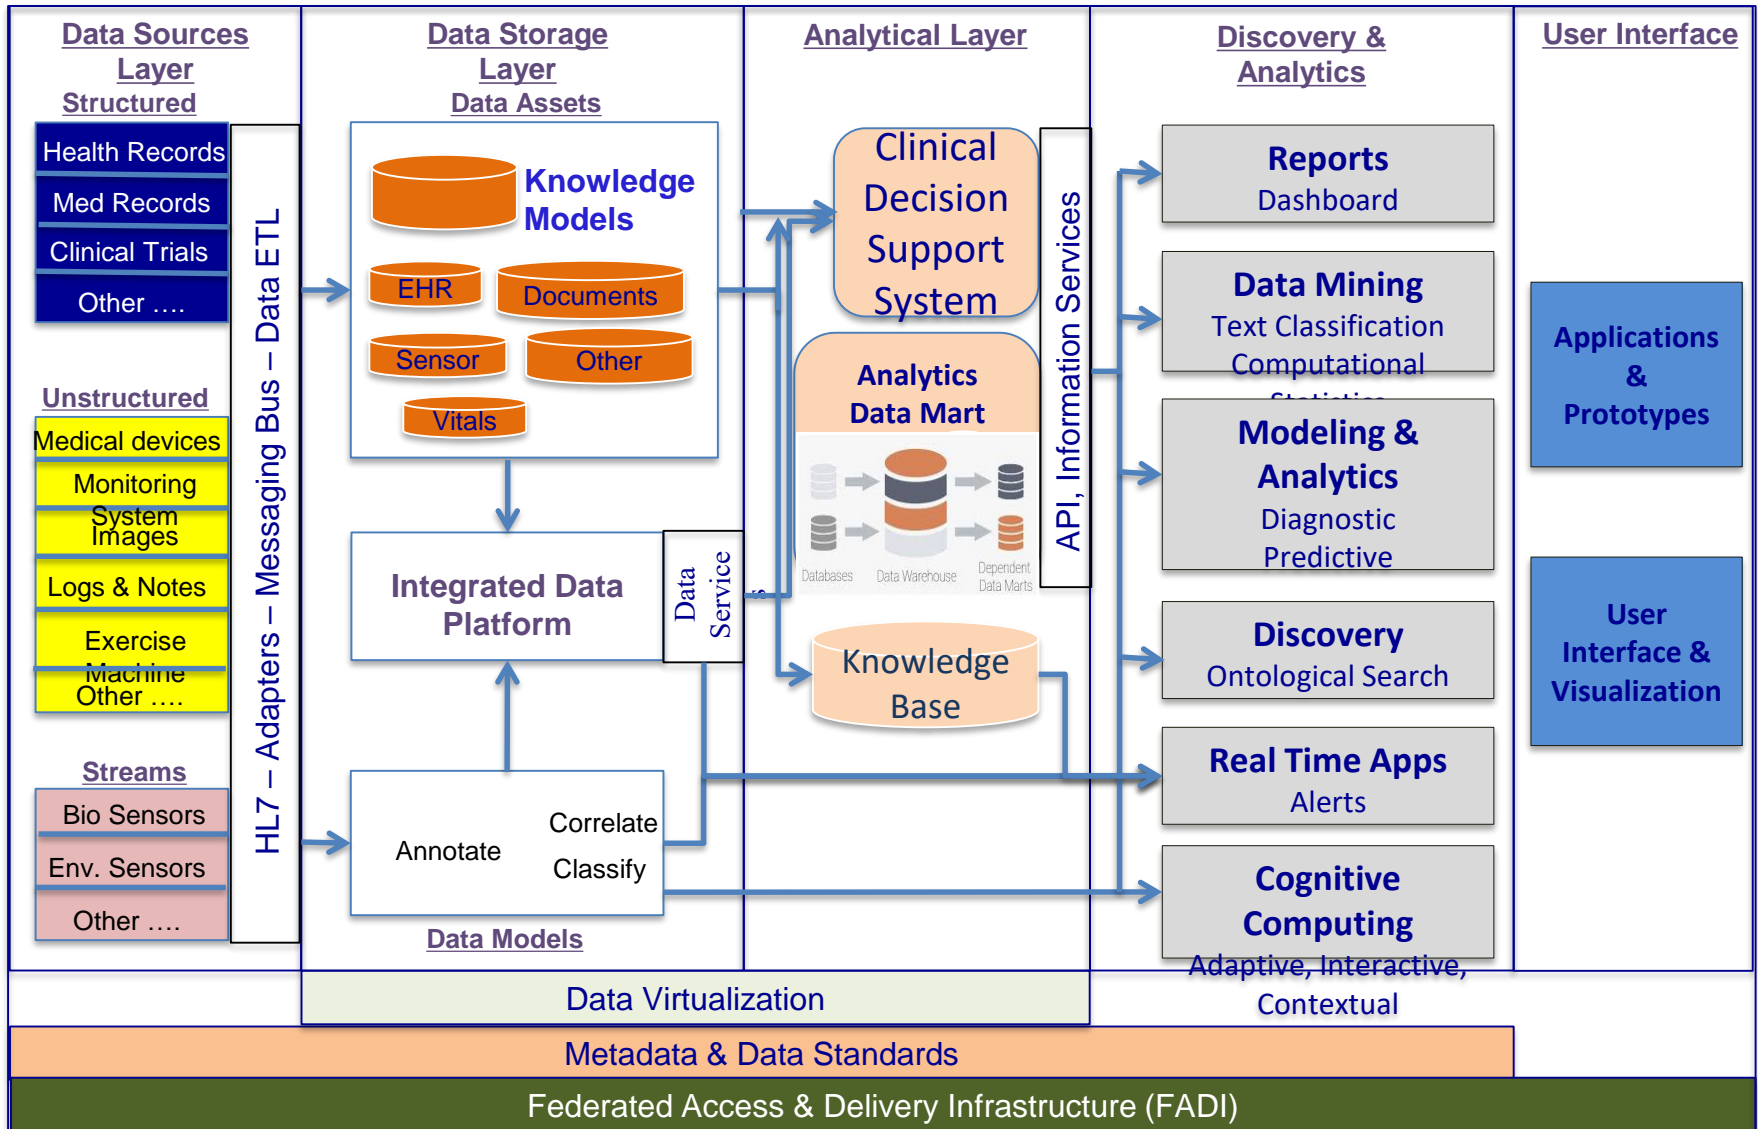 Data Sources
Layer
Structured
Health Records
Med Records
Clinical Trials
Other ....
Unstructured
Medical devices
Monitoring
System
Images
Logs & Notes
Exercise
Machine
Other ....
Streams
Bio Sensors
Env. Sensors
Other ....
HL7 – Adapters – Messaging Bus – Data ETL
Data Storage
Layer
Data Assets
Knowledge
Models
EHR
Documents
Sensor
Other
Vitals
Integrated Data
Platform
Data
Service
s
Annotate
Correlate
Classify
Data Models
Analytical Layer
Clinical
Decision
Support
System
Analytics
Data Mart
Databases
Data Warehouse
Dependent
Data Marts
Knowledge
Base
API, Information Services
Discovery &
Analytics
Reports
Dashboard
Data Mining
Text Classification
Computational
Statistics
Modeling &
Analytics
Diagnostic
Predictive
Discovery
Ontological Search
Real Time Apps
Alerts
Cognitive
Computing
Adaptive, Interactive,
Contextual
User Interface
Applications
&
Prototypes
User
Interface &
Visualization
Data Virtualization
Metadata & Data Standards
Federated Access & Delivery Infrastructure (FADI)